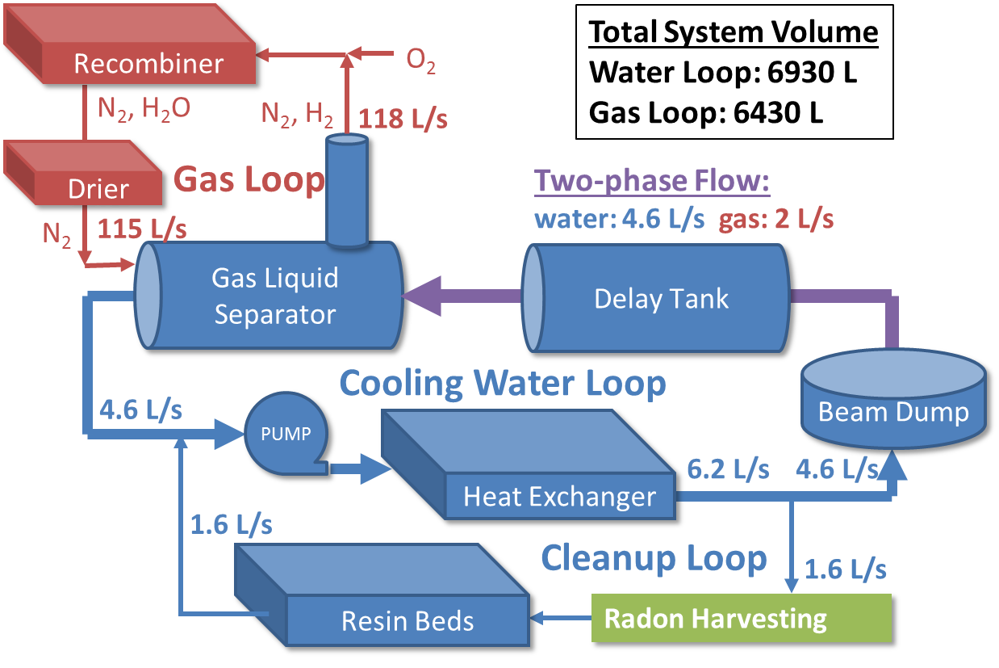 Total System Volume
Water Loop: 6930 L
Gas Loop: 6430 L
Recombiner
O₂
N₂, H₂O
N₂, H₂
118 L/s
Drier
Gas Loop
N₂
115 L/s
Two-phase Flow:
water: 4.6 L/s gas: 2 L/s
Gas Liquid
Separator
Delay Tank
Cooling Water Loop
4.6 L/s
PUMP
Beam Dump
Heat Exchanger
6.2 L/s
4.6 L/s
1.6 L/s
Cleanup Loop
1.6 L/s
Resin Beds
Radon Harvesting